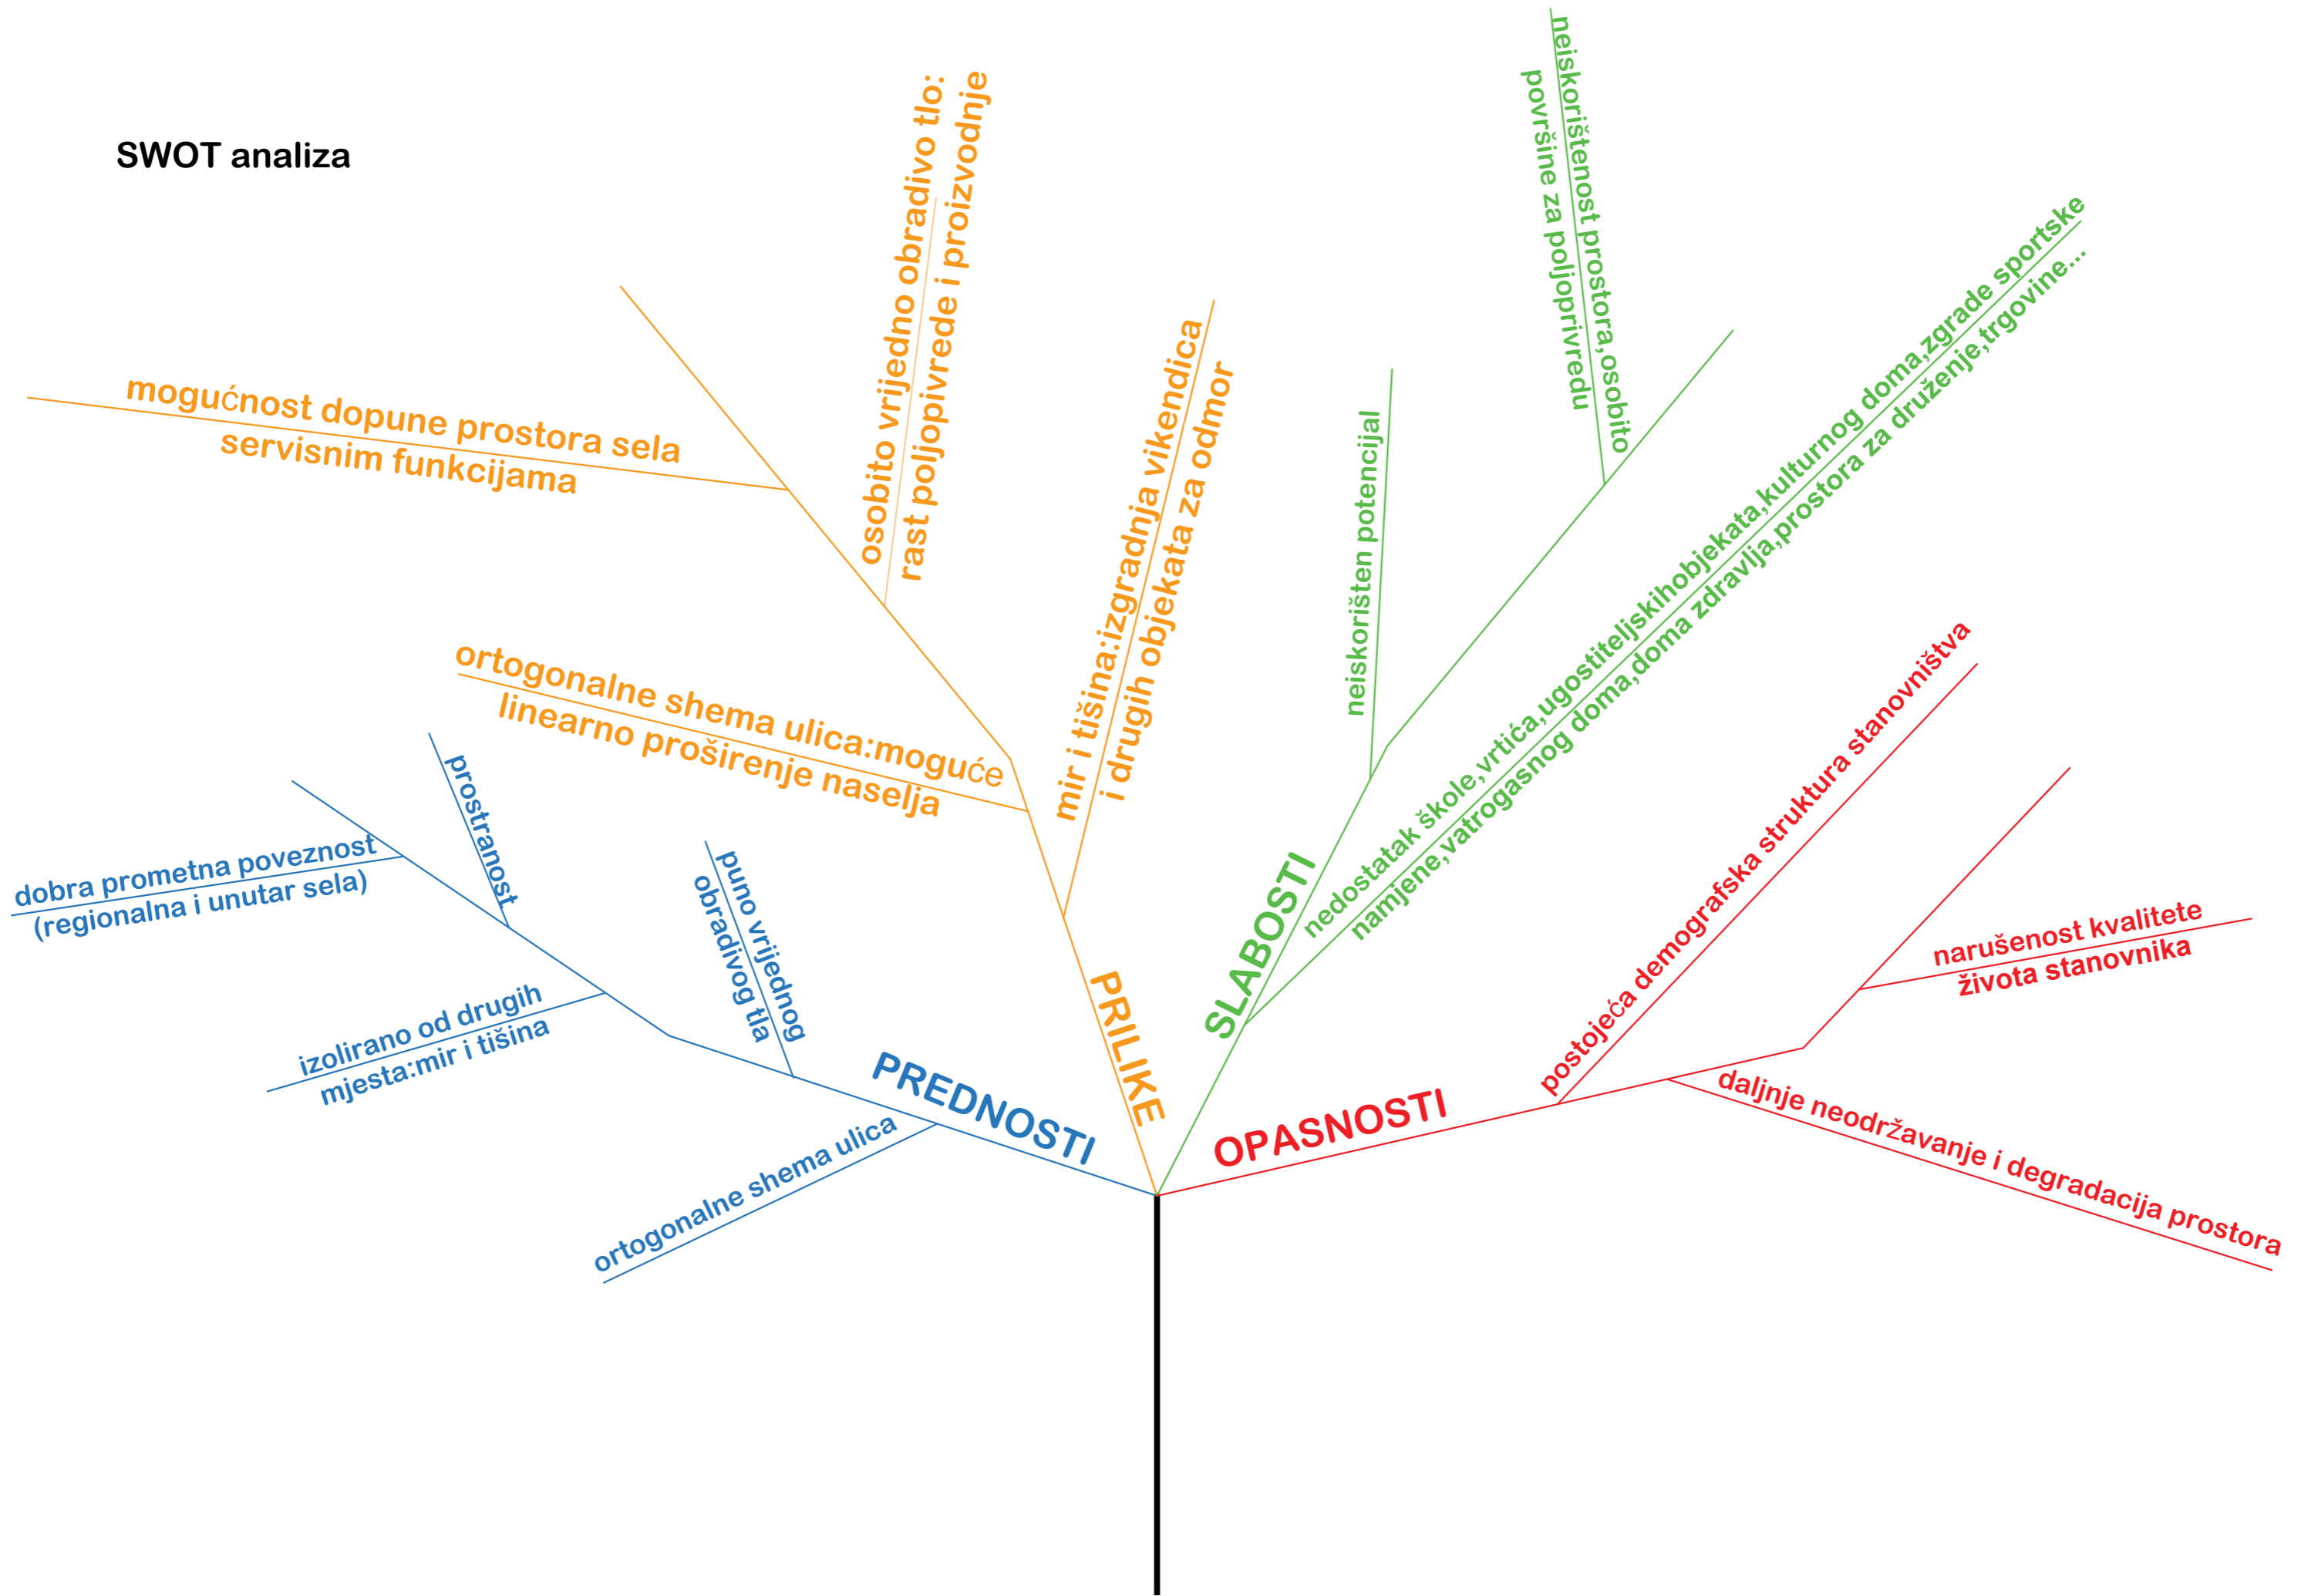 SWOT analiza
PREDNOSTI
ortogonalne shema ulica
puno vrijednog
obradivog tla
izolirano od drugih
mjesta:mir i tišina
prostranost
dobra prometna poveznost
(regionalna i unutar sela)
PRILIKE
mir i tišina:izgradnja vikendica
i drugih objekata za odmor
ortogonalne shema ulica:moguće
linearno proširenje naselja
osobito vrijedno obradivo tlo:
rast poljopivrede i proizvodnje
mogućnost dopune prostora sela
servisnim funkcijama
SLABOSTI
nedostatak škole,vrtića,ugostiteljskihobjekata,kulturnog doma,zgrade sportske
namjene,vatrogasnog doma,doma zdravlja,prostora za druženje,trgovine...
neiskorišten potencijal
neiskorištenost prostora,osobito
površine za poljoprivredu
OPASNOSTI
postojeća demografska struktura stanovništva
daljnje neodržavanje i degradacija prostora
narušenost kvalitete
života stanovnika